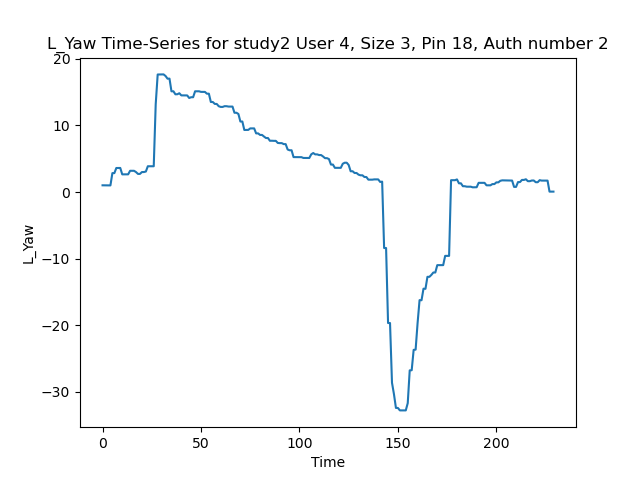 L_Yaw Time-Series for study2 User 4, Size 3, Pin 18, Auth number 2
20
10
0
−10
−20
−30
L_Yaw
0 50 100 150 200
Time